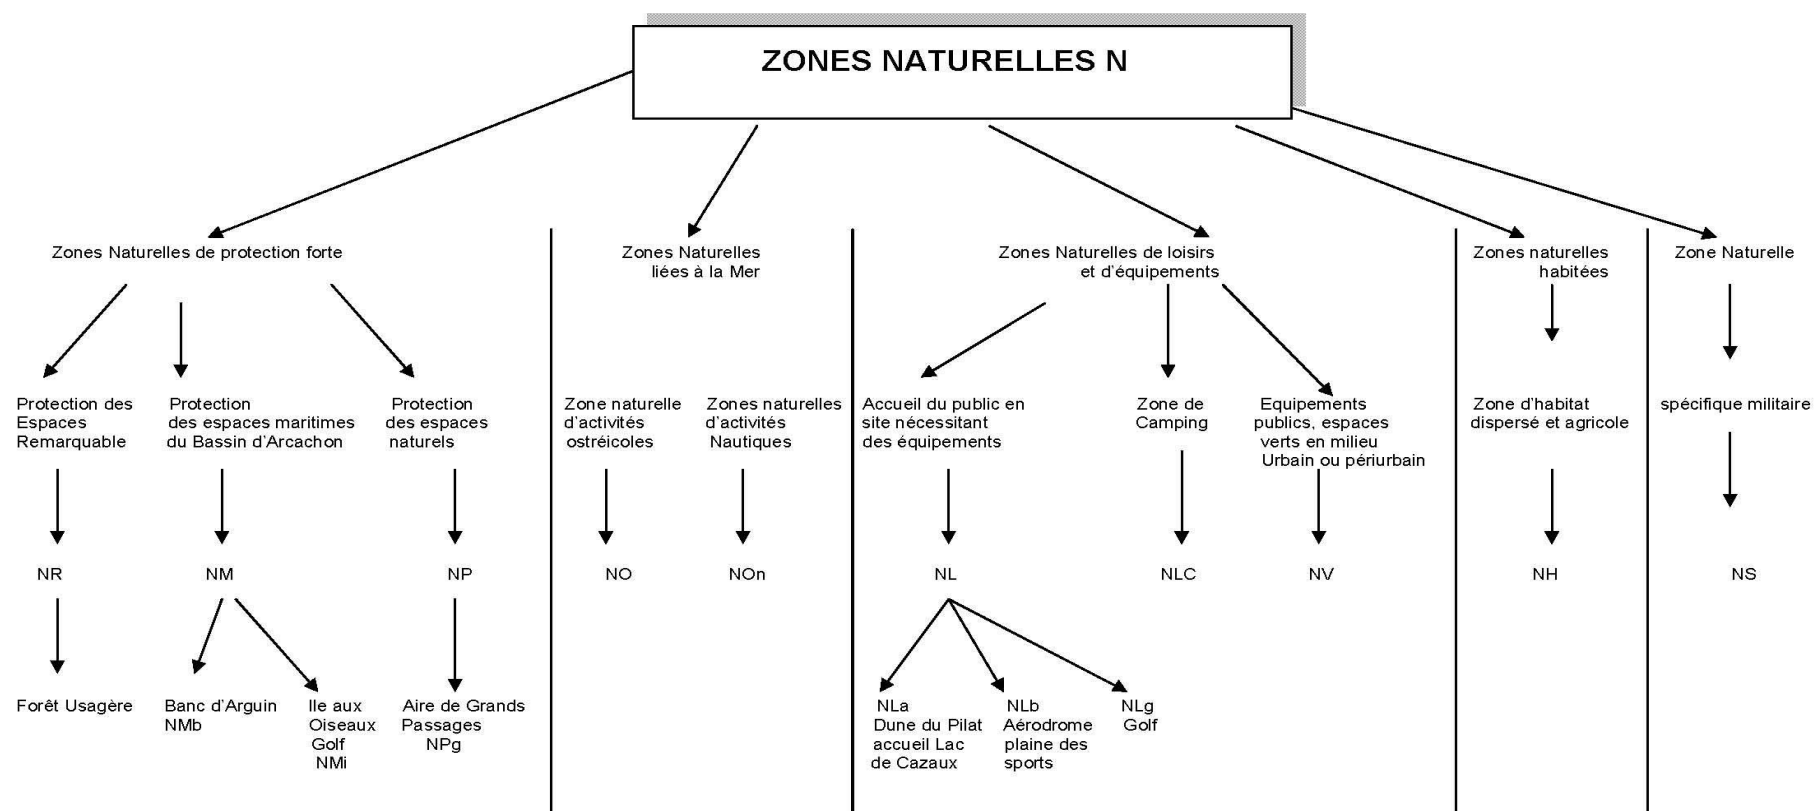 ZONES NATURELLES N
Zones Naturelles de protection forte
Zones Naturelles
liées à la Mer
Zones Naturelles de loisirs
et d'équipements
Zones naturelles
habitées
Zone Naturelle
Protection des
Espaces
Remarquable
Protection
des espaces maritimes
du Bassin d'Arcachon
Protection
des espaces
naturels
Zone naturelle
d'activités
ostréicoles
Zones naturelles
d'activités
Nautiques
Accueil du public en
site nécessitant
des équipements
Zone de
Camping
Equipements
publics, espaces
verts en milieu
Urbain ou périurbain
Zone d'habitat
dispersé et agricole
spécifique militaire
NR
NM
NP
NO
NOn
NL
NLC
NV
NH
NS
Forêt Usagère
Banc d'Arguin
NMb
Ile aux
Oiseaux
Golf
NMi
Aire de Grands
Passages
NPg
NLa
Dune du Pilat
accueil Lac
de Cazaux
NLb
Aérodrome
plaine des
sports
NLg
Golf